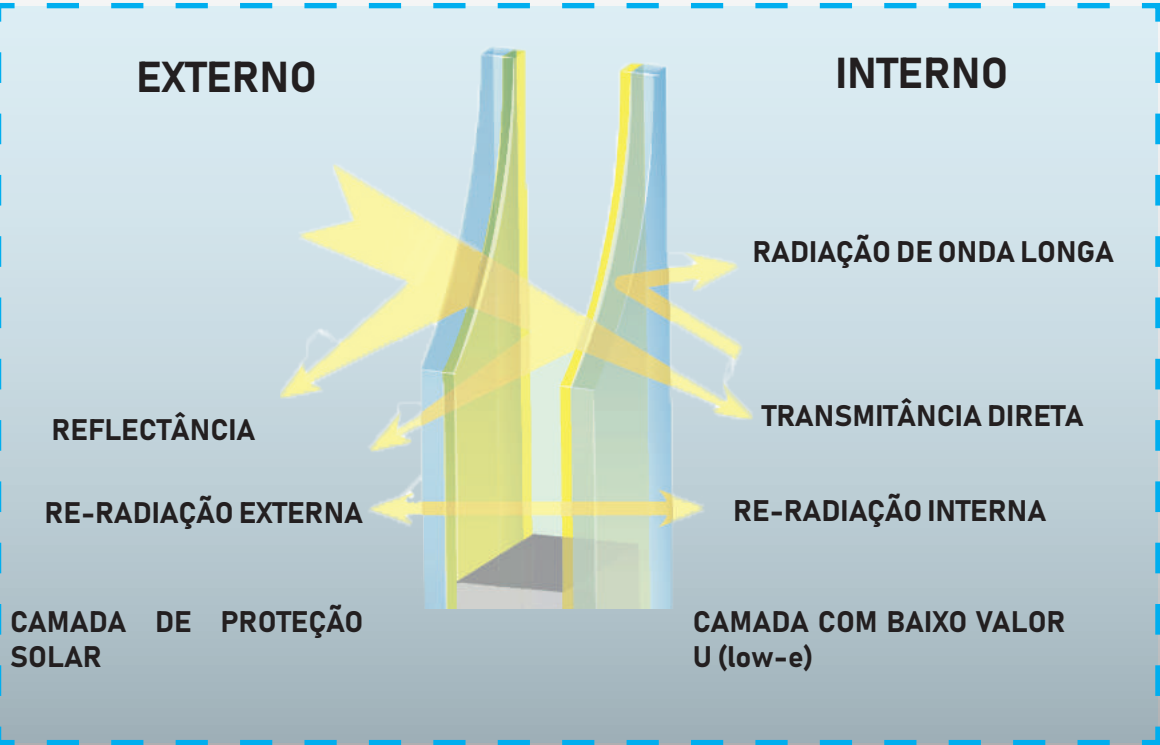 EXTERNO
INTERNO
RADIAÇÃO DE ONDA LONGA
REFLECTÂNCIA
TRANSMITÂNCIA DIRETA
RE-RADIAÇÃO EXTERNA
RE-RADIAÇÃO INTERNA
CAMADA DE PROTEÇÃO
SOLAR
CAMADA COM BAIXO VALOR
U (low-e)